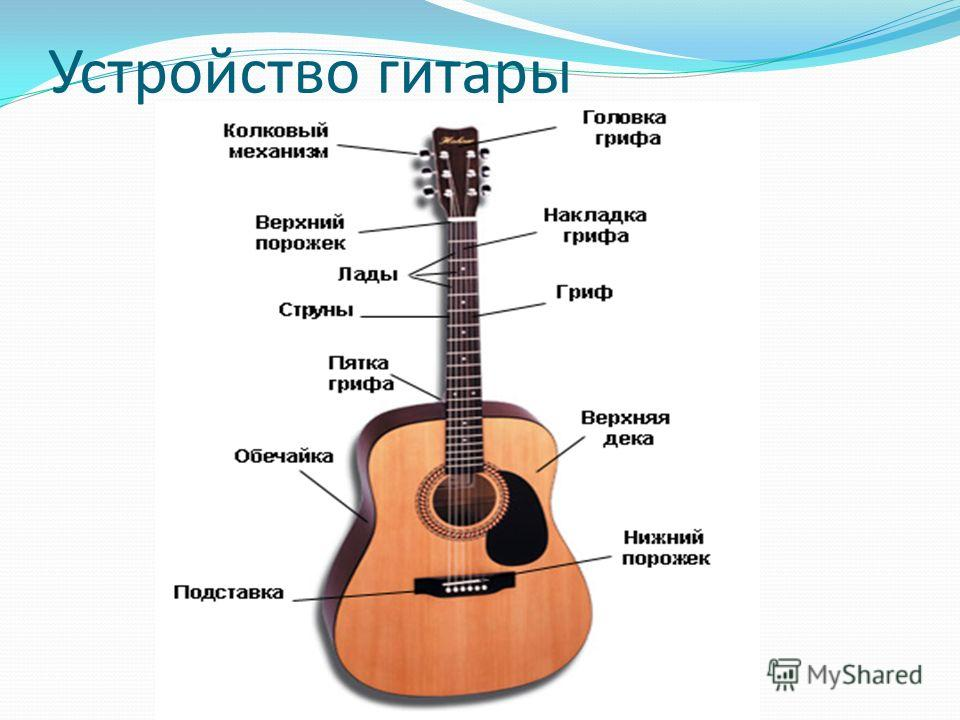 Устройство гитары
Колковый
механизм
Головка
грифа
Верхний
порожек
Накладка
грифа
Лады
Гриф
Струны
Пятка
грифа
Верхняя
дека
Обечайка
Нижний
порожек
Подставка
MyShared